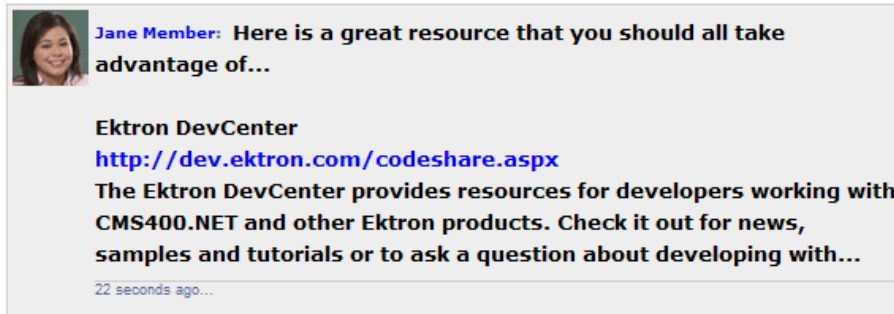 Jane Member: Here is a great resource that you should all take
advantage of...
Ektron DevCenter
http://dev.ektron.com/codeshare.aspx
The Ektron DevCenter provides resources for developers working with
CMS400.NET and other Ektron products. Check it out for news,
samples and tutorials or to ask a question about developing with...
22 seconds ago...